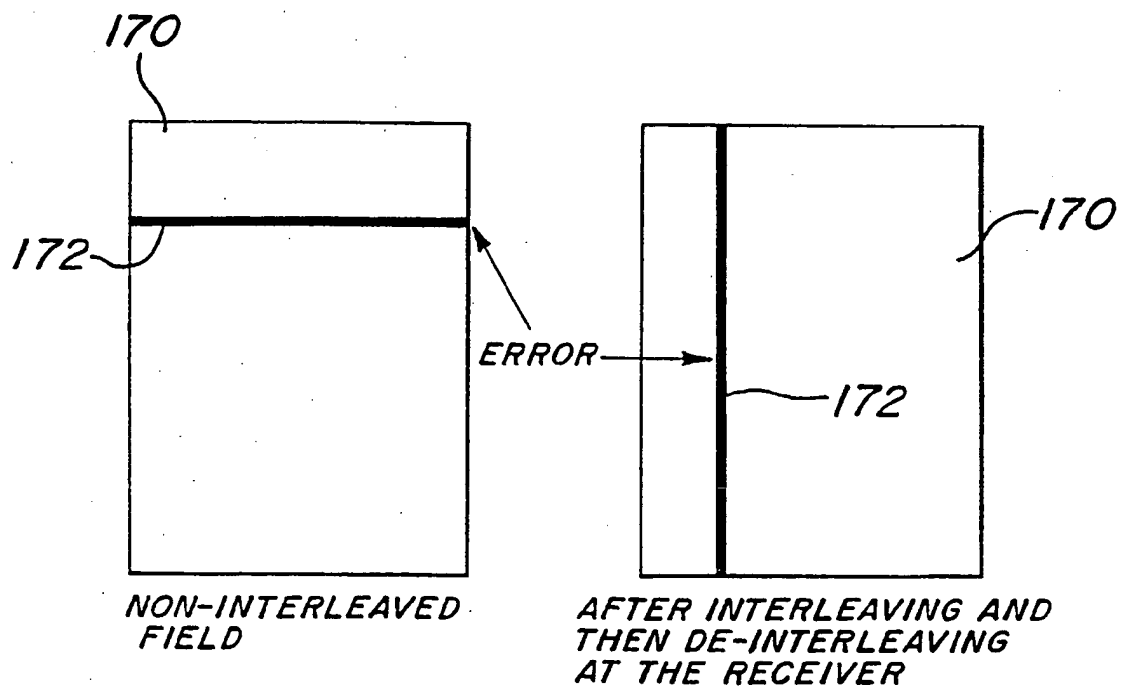 170
172
ERROR
170
172
NON-INTERLEAVED
FIELD
AFTER INTERLEAVING AND
THEN DE-INTERLEAVING
AT THE RECEIVER